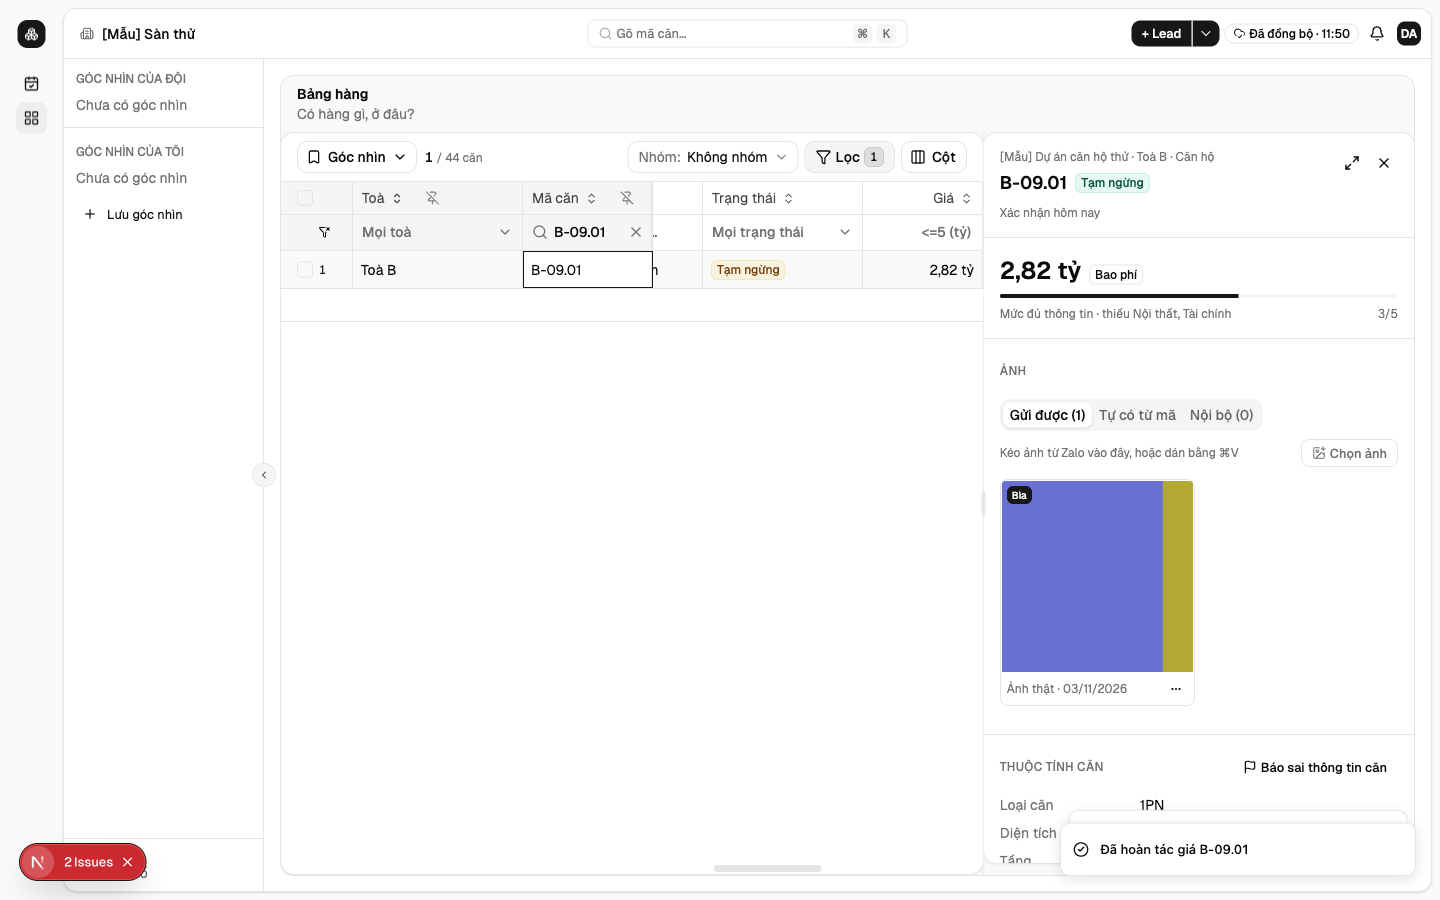 [Mẫu] Sàn thử
Gõ mã căn...
⌘ K
+ Lead
Đã đồng bộ · 11:50
DA
GÓC NHÌN CỦA ĐỘI
Chưa có góc nhìn
GÓC NHÌN CỦA TÔI
Chưa có góc nhìn
+ Lưu góc nhìn
Bảng hàng
Có hàng gì, ở đâu?
Góc nhìn
1 / 44 căn
Nhóm: Không nhóm
Lọc 1
Cột
Toà
Mã căn
Trạng thái
Giá
Mọi toà
B-09.01
Mọi trạng thái
<=5 (tỷ)
1
Toà B
B-09.01
Tạm ngừng
2,82 tỷ
[Mẫu] Dự án căn hộ thử · Toà B · Căn hộ
B-09.01
Tạm ngừng
Xác nhận hôm nay
2,82 tỷ
Bao phí
Mức đủ thông tin · thiếu Nội thất, Tài chính
3/5
ẢNH
Gửi được (1)
Tự có từ mã
Nội bộ (0)
Kéo ảnh từ Zalo vào đây, hoặc dán bằng ⌘V
Chọn ảnh
Bìa
Ảnh thật · 03/11/2026
...
THUỘC TÍNH CĂN
Báo sai thông tin căn
Loại căn
1PN
Diện tích
Tầng
Đã hoàn tác giá B-09.01
N
2 Issues